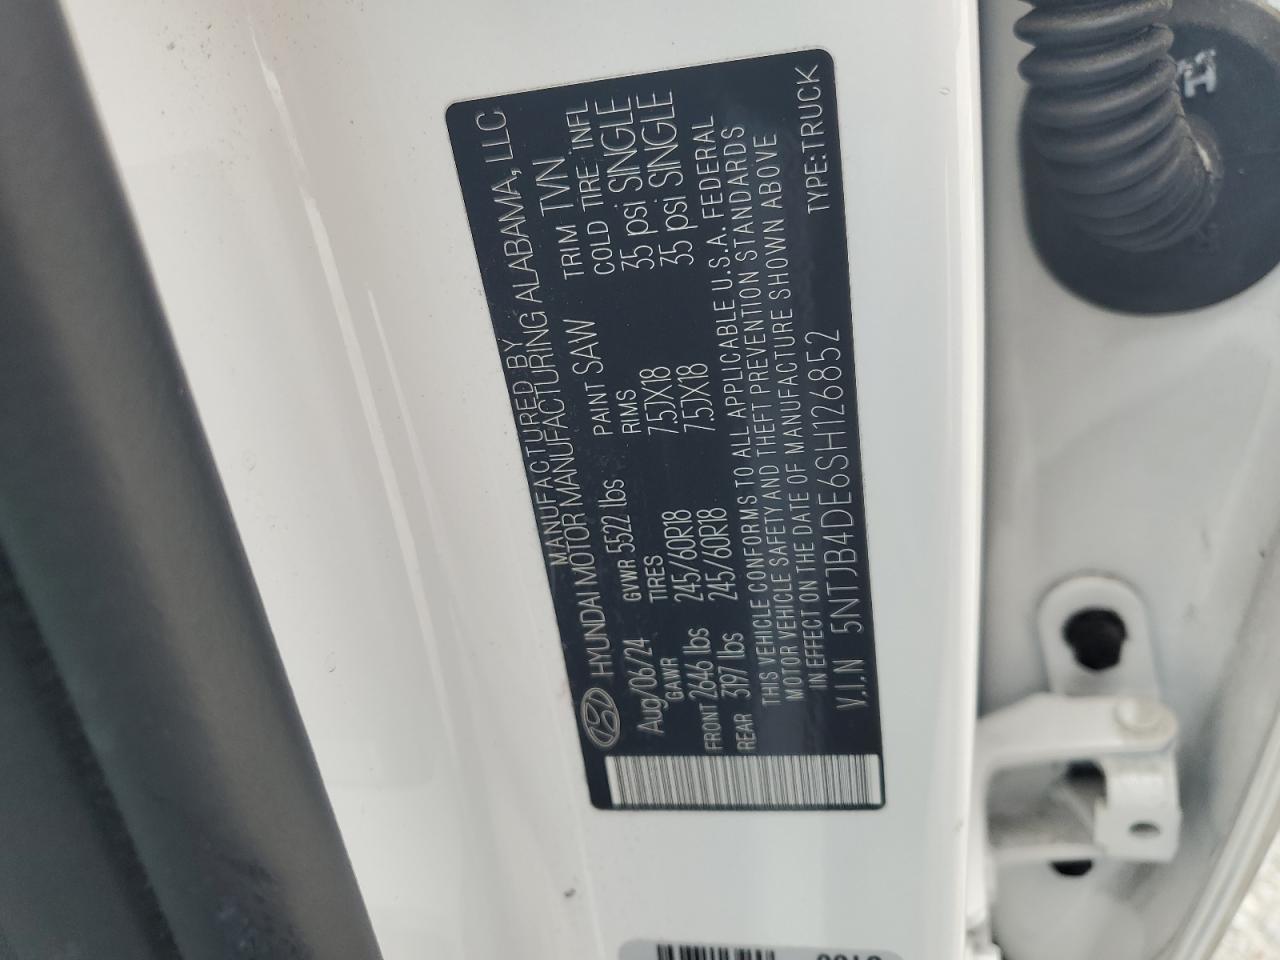 MANUFACTURED BY
HYUNDAI MOTOR MANUFACTURING ALABAMA, LLC
Aug/06/24 GVWR 5522 lbs PAINT SAW TRIM TVN
GAWR TIRES RIMS COLD TIRE INFL
FRONT 2646 lbs 245/60R18 7.5JX18 35 psi SINGLE
REAR 3197 lbs 245/60R18 7.5JX18 35 psi SINGLE
THIS VEHICLE CONFORMS TO ALL APPLICABLE U.S.A. FEDERAL
MOTOR VEHICLE SAFETY AND THEFT PREVENTION STANDARDS
IN EFFECT ON THE DATE OF MANUFACTURE SHOWN ABOVE
V.I.N 5NTJB4DE6SH126852 TYPE:TRUCK